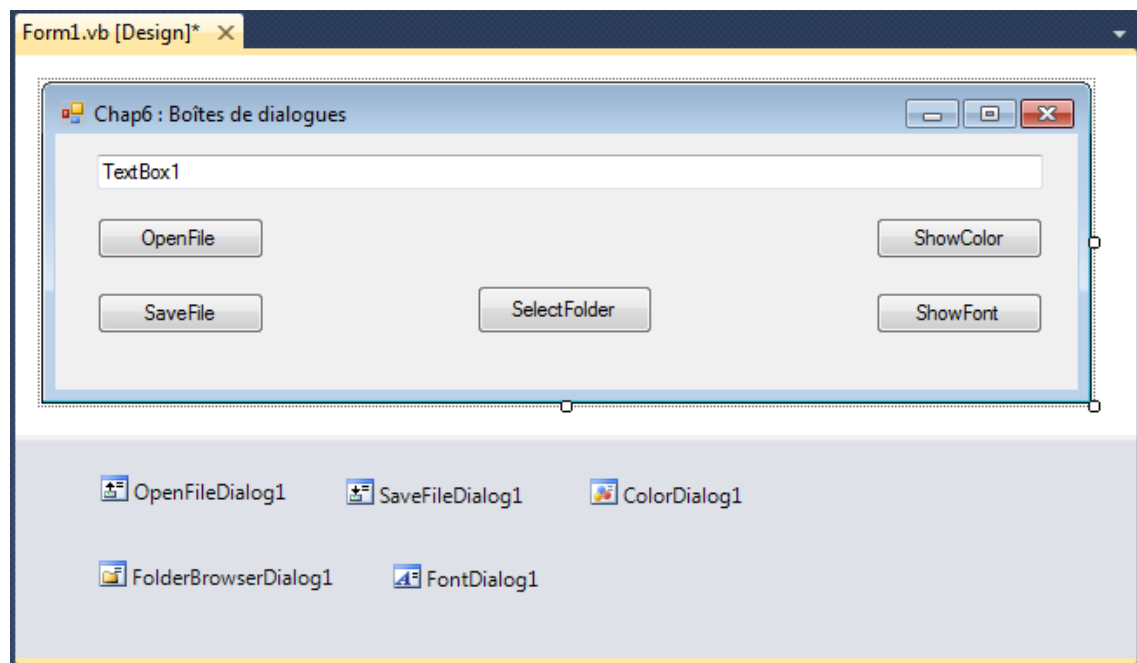 Form1.vb [Design]*
Chap6 : Boîtes de dialogues
TextBox1
OpenFile
ShowColor
SaveFile
SelectFolder
ShowFont
OpenFileDialog1
SaveFileDialog1
ColorDialog1
FolderBrowserDialog1
FontDialog1